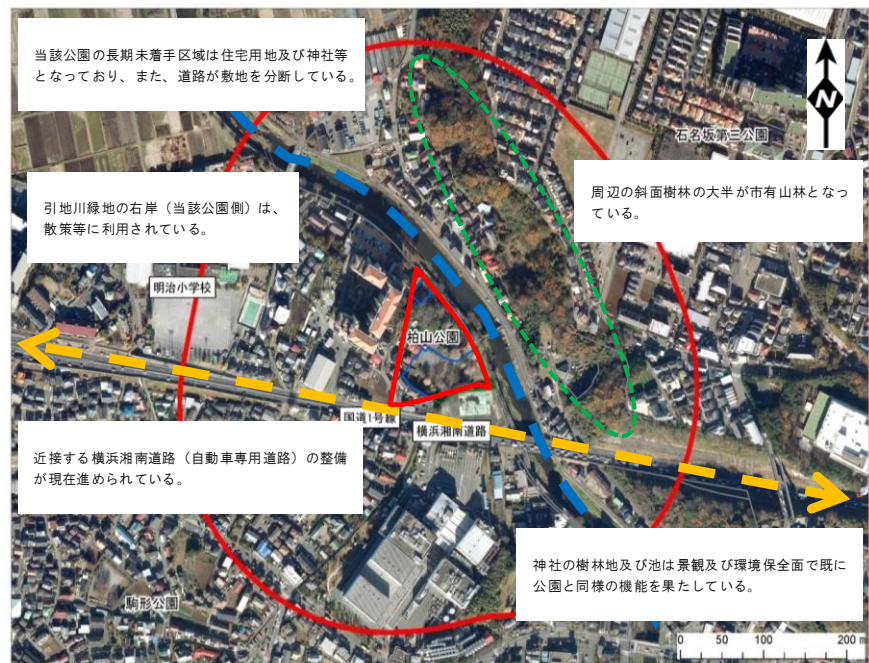 当該公園の長期未着手区域は住宅用地及び神社等
となっており、また、道路が敷地を分断している。
N
石名坂第三公園
周辺の斜面樹林の大半が市有山林となっ
ている。
引地川緑地の右岸（当該公園側）は、
散策等に利用されている。
明治小学校
柏山公園
国道1号線
横浜湘南道路
近接する横浜湘南道路（自動車専用道路）の整備
が現在進められている。
神社の樹林地及び池は景観及び環境保全面で既に
公園と同様の機能を果たしている。
駒形公園
0 50 100 200 m